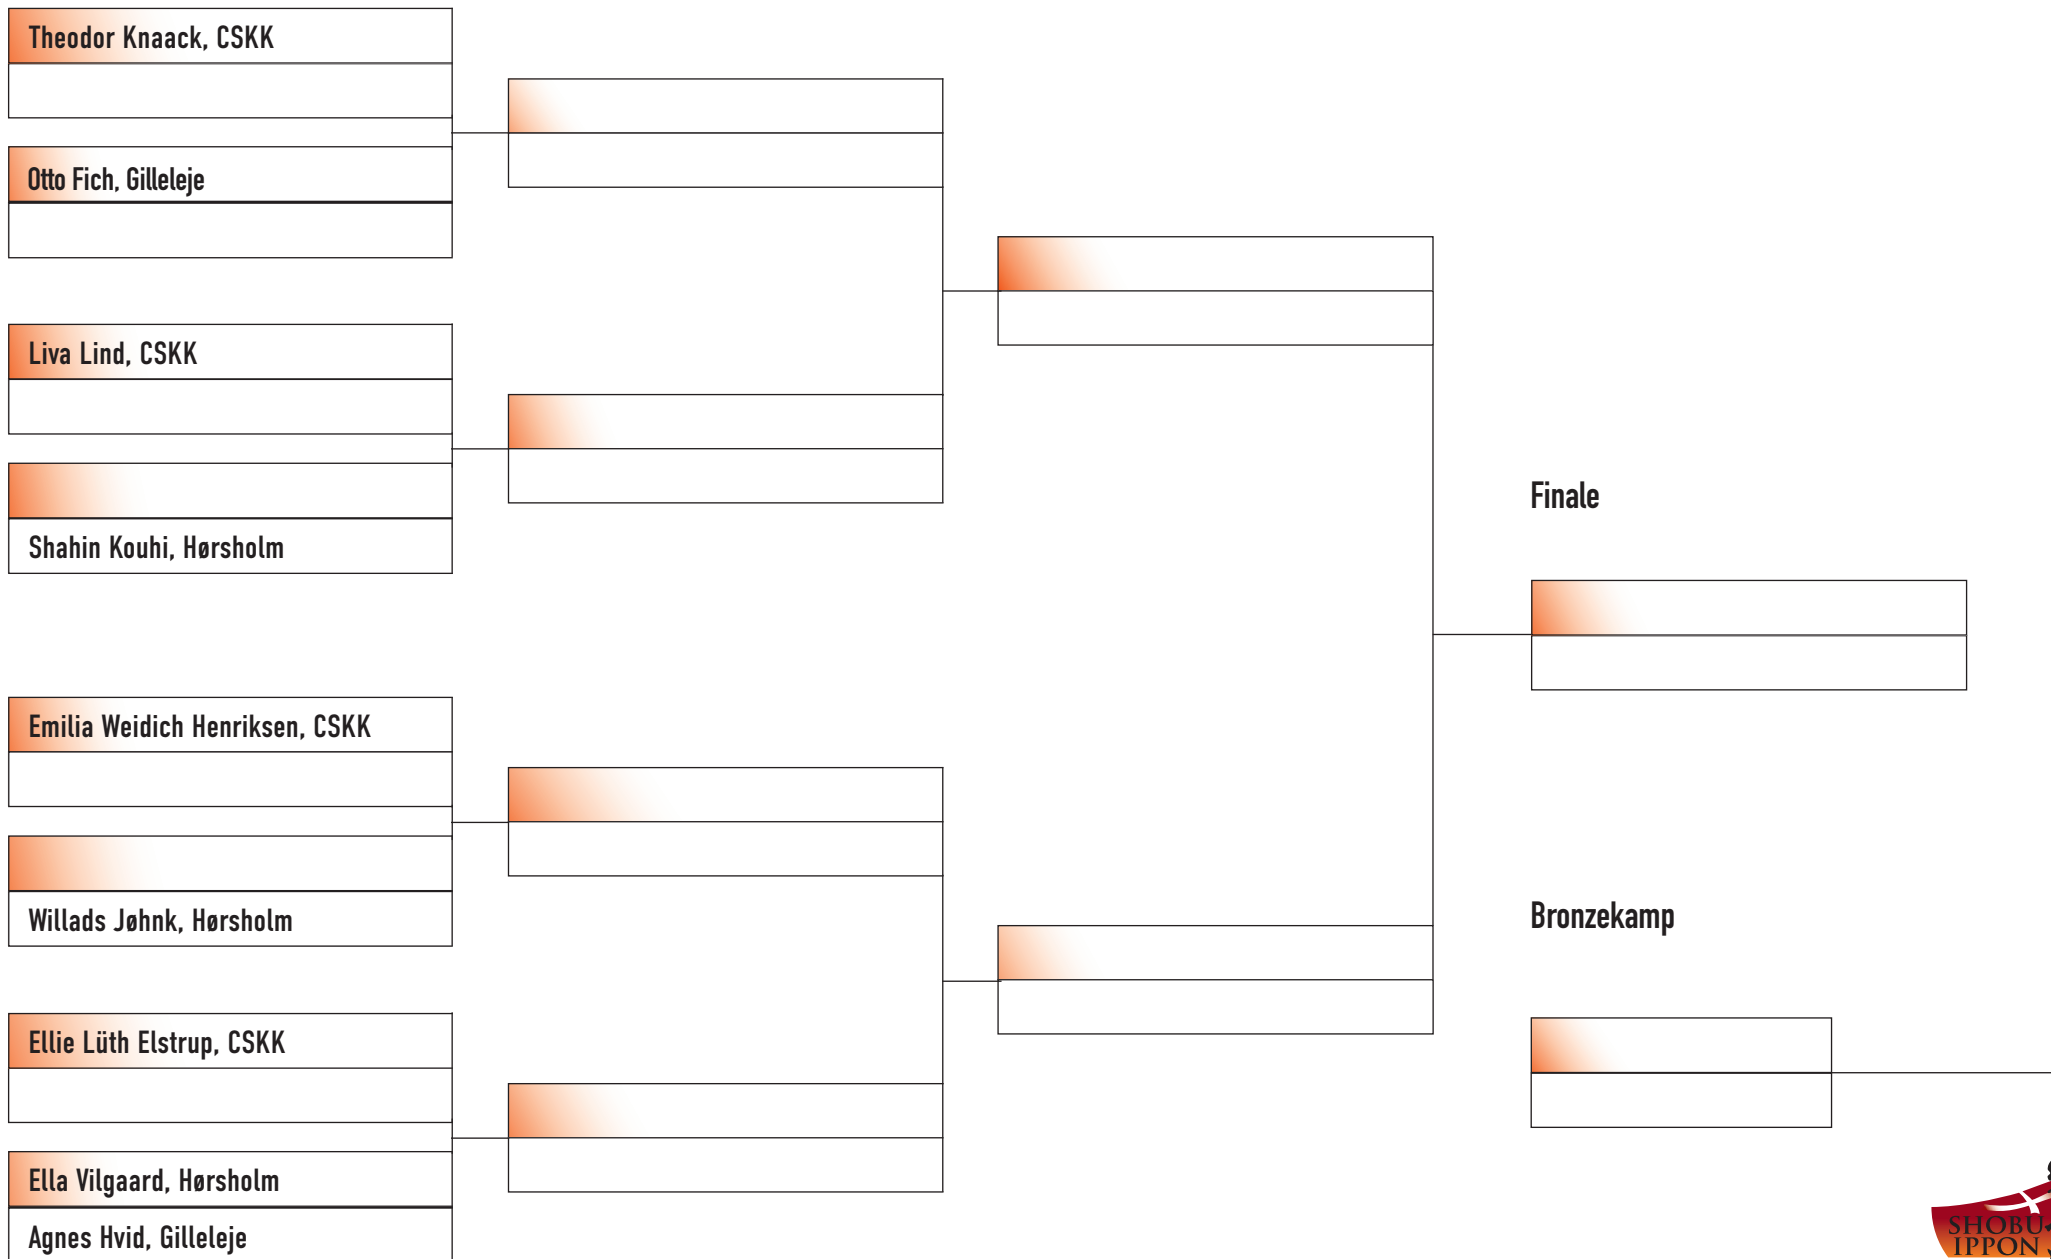 Theodor Knaack, CSKK
Otto Fich, Gilleleje
Liva Lind, CSKK
Shahin Kouhi, Hørsholm
Emilia Weidich Henriksen, CSKK
Willads Jøhnk, Hørsholm
Ellie Lüth Elstrup, CSKK
Ella Vilgaard, Hørsholm
Agnes Hvid, Gilleleje
Finale
Bronzekamp
SHOBU
IPPON